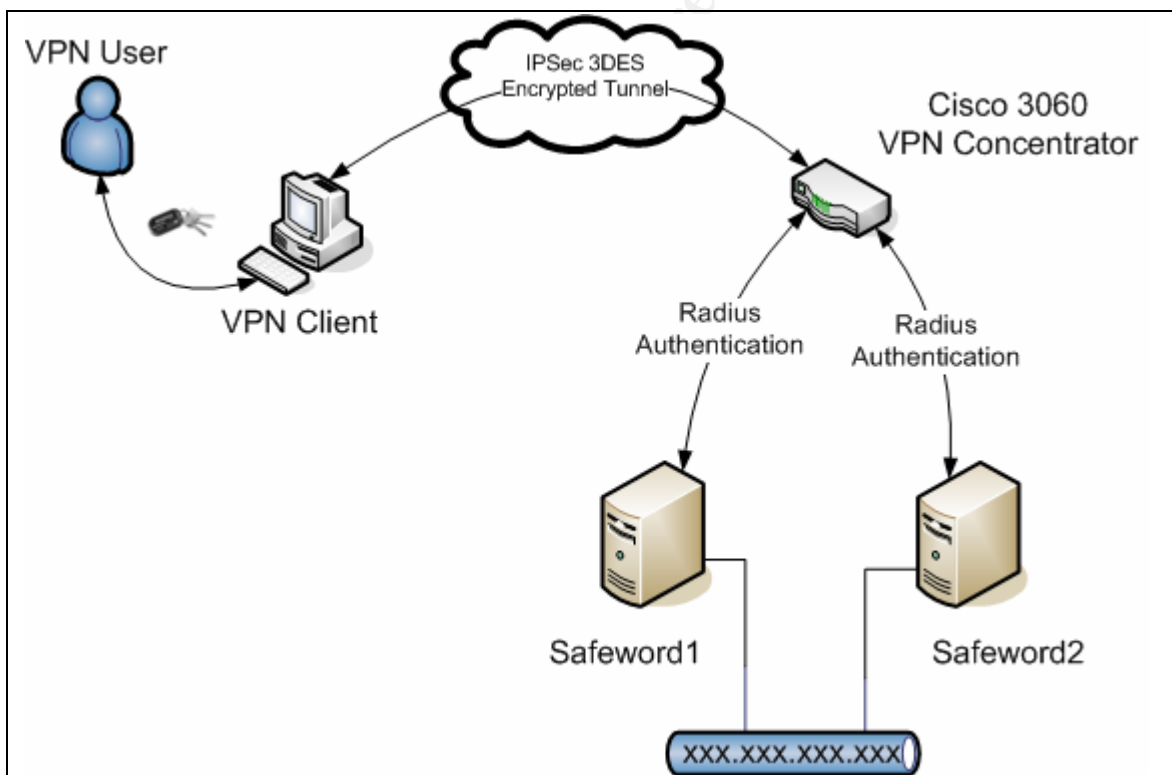 VPN User
IPSec 3DES
Encrypted Tunnel
Cisco 3060
VPN Concentrator
VPN Client
Radius
Authentication
Radius
Authentication
Safeword1
Safeword2
XXX.XXX.XXX.XXX